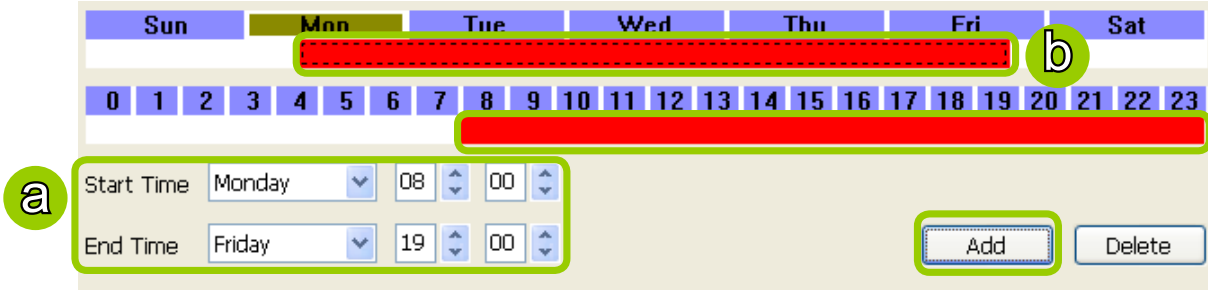 Sun Mon Tue Wed Thu Fri Sat
b
0 1 2 3 4 5 6 7 8 9 10 11 12 13 14 15 16 17 18 19 20 21 22 23
a
Start Time Monday 08 00
End Time Friday 19 00 Add Delete